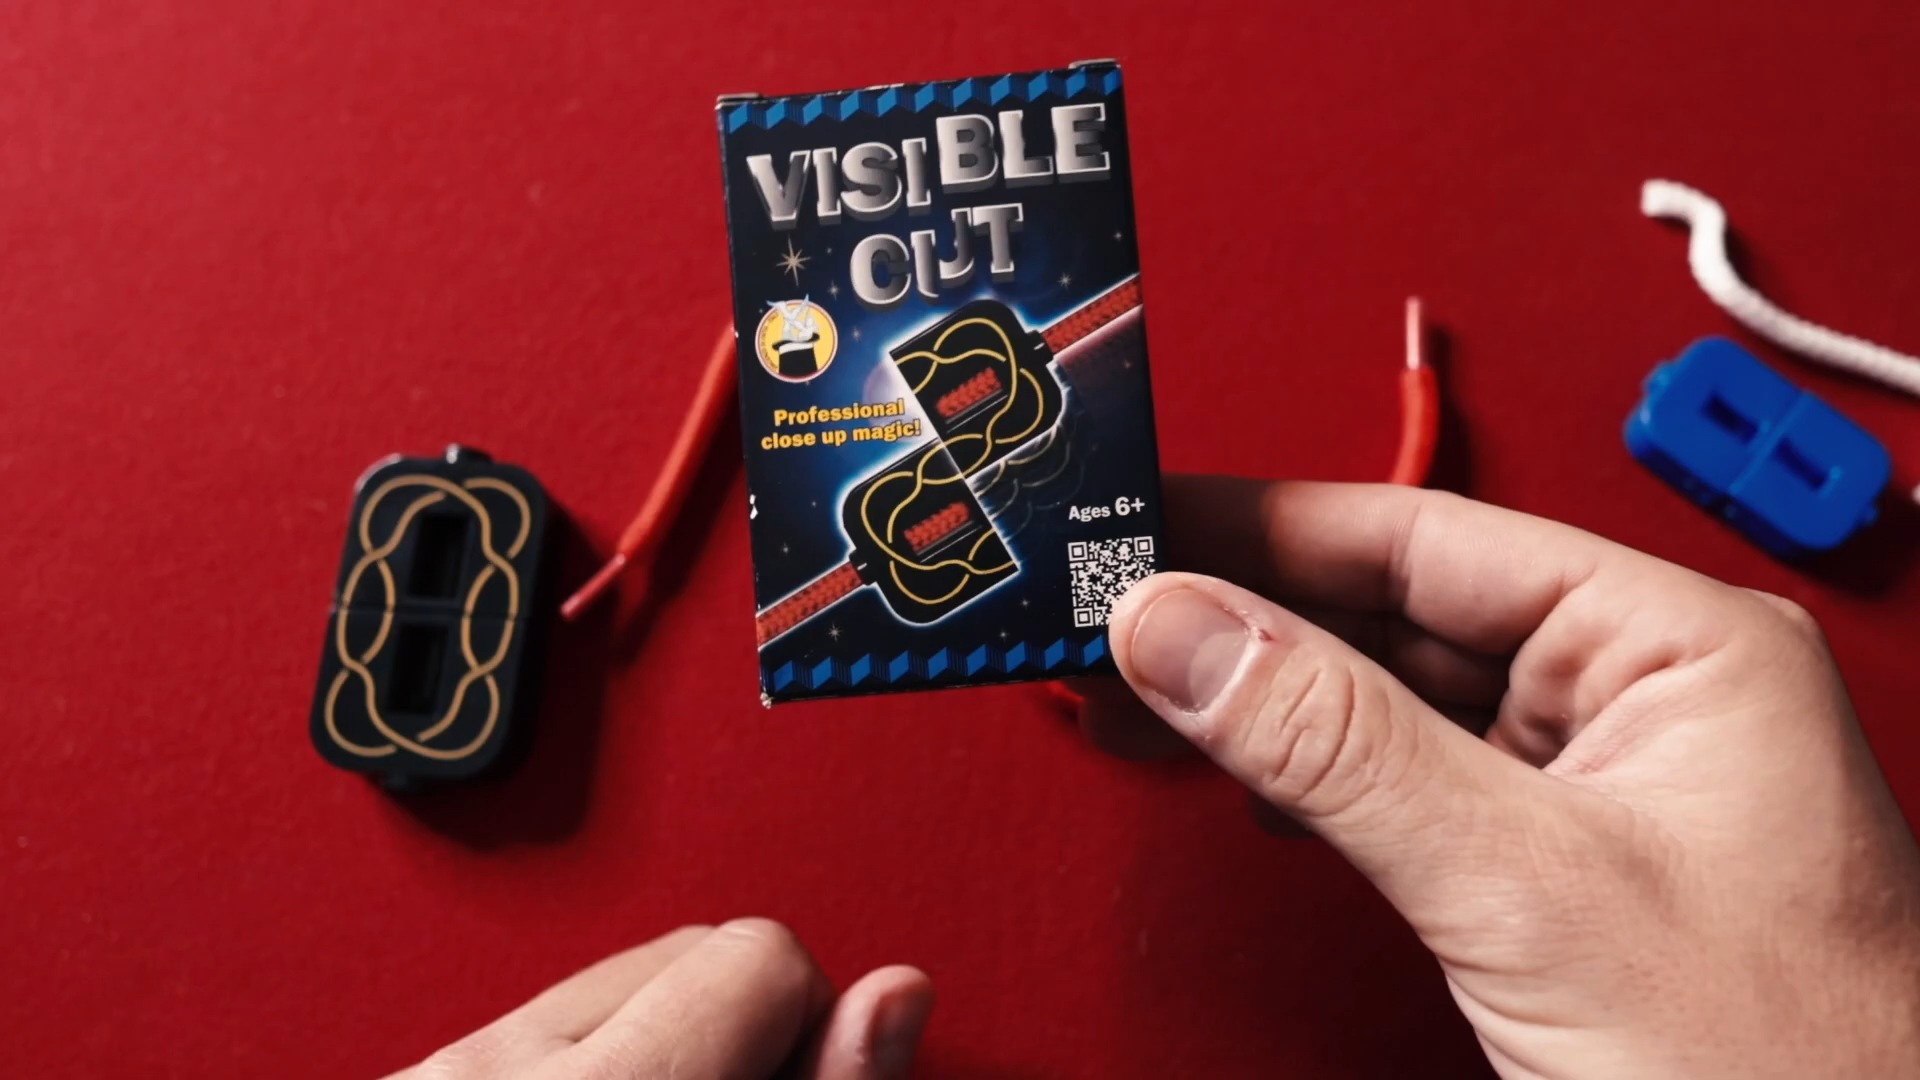 VISIBLE
CUT
Professional
close up magic!
Ages 6+